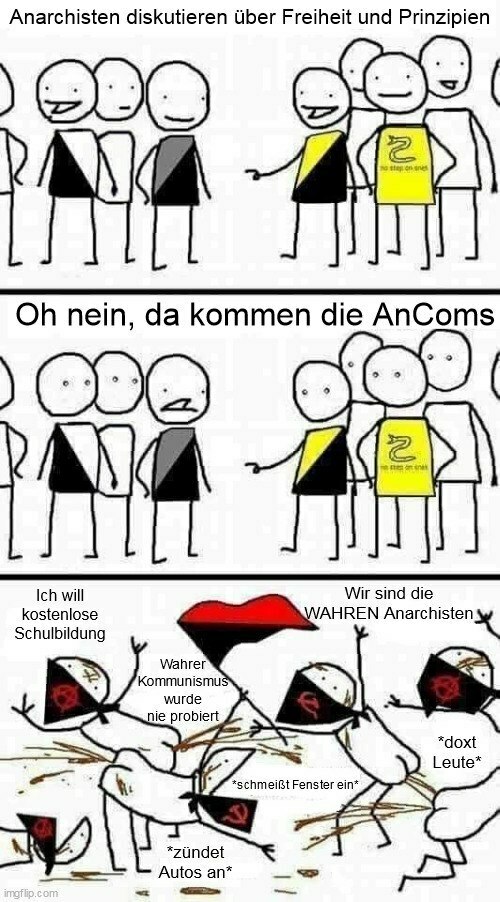 Anarchisten diskutieren über Freiheit und Prinzipien
no step on snek
Oh nein, da kommen die AnComs
no step on snek
Ich will
kostenlose
Schulbildung
Wir sind die
WAHREN Anarchisten
Wahrer
Kommunismus
wurde
nie probiert
*doxt
Leute*
*schmeißt Fenster ein*
*zündet
Autos an*
imgflip.com